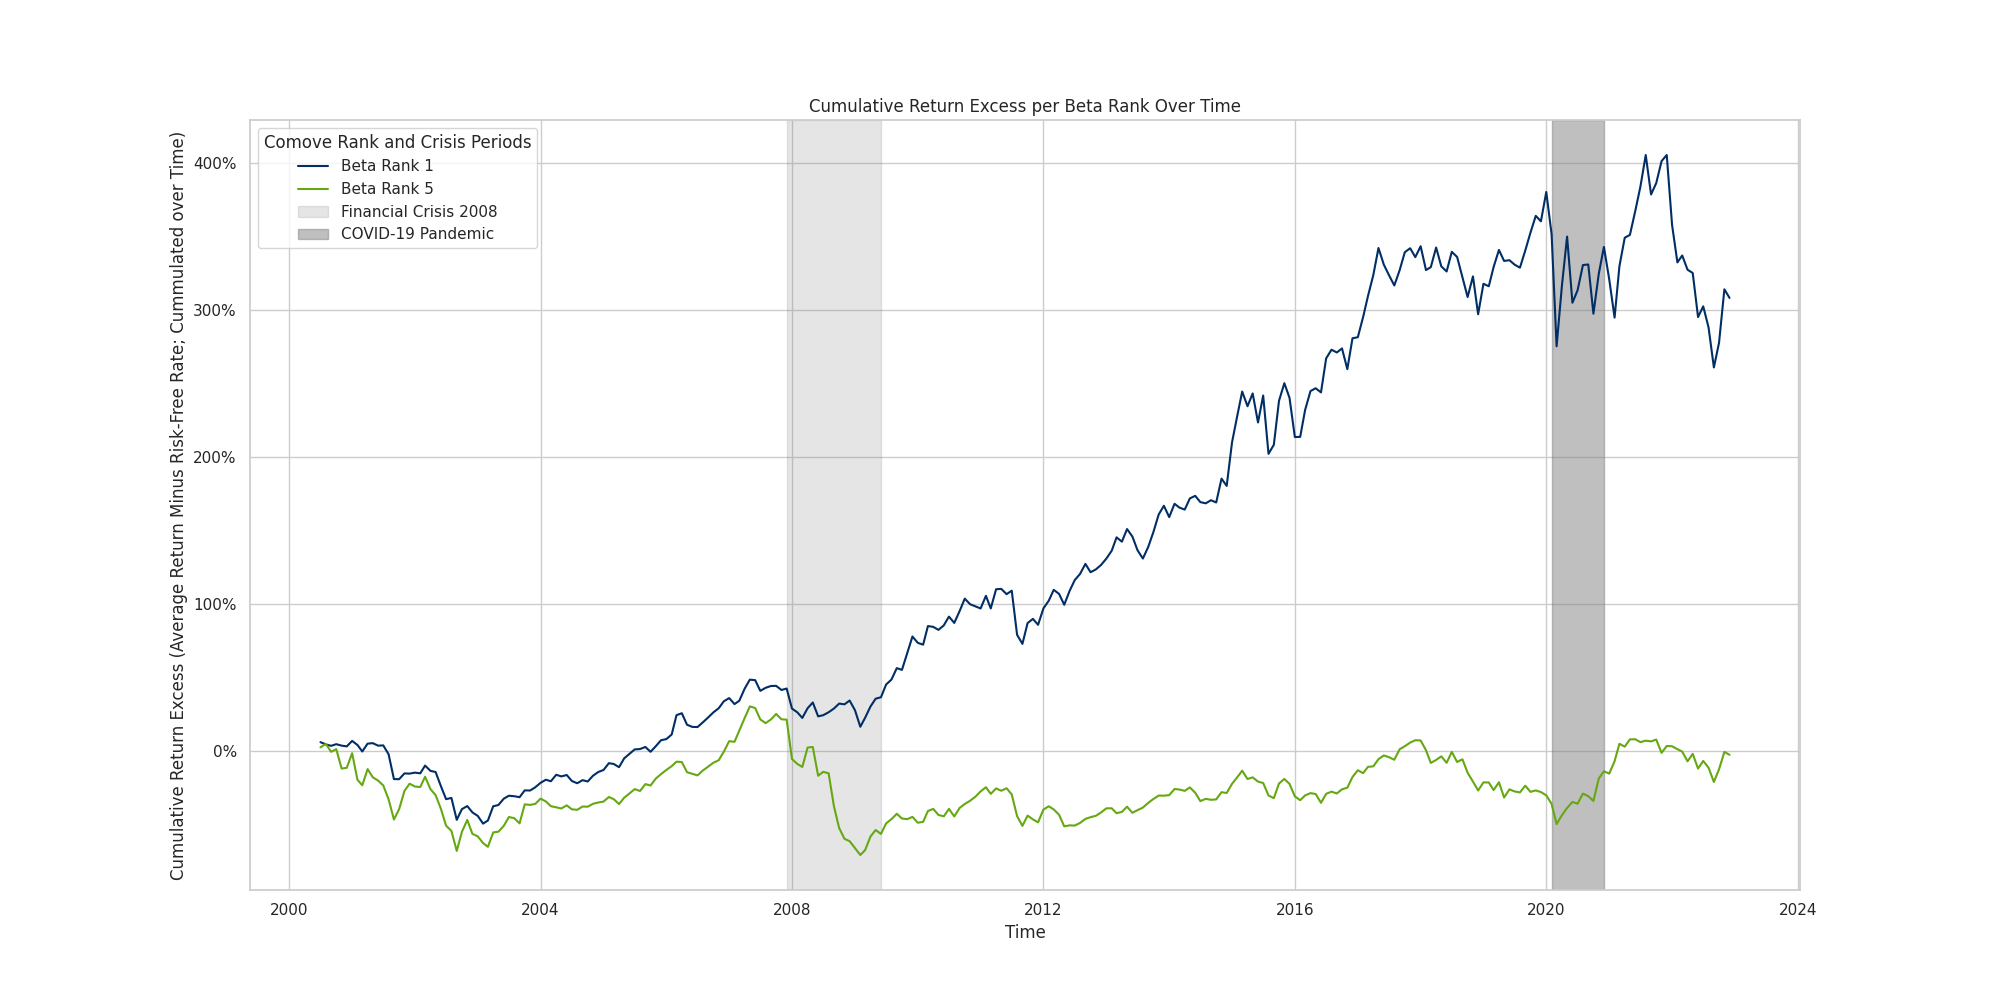 Cumulative Return Excess per Beta Rank Over Time
Cumulative Return Excess (Average Return Minus Risk-Free Rate; Cummulated over Time)
Comove Rank and Crisis Periods
Beta Rank 1
Beta Rank 5
Financial Crisis 2008
COVID-19 Pandemic
400%
300%
200%
100%
0%
2000 2004 2008 2012 2016 2020 2024
Time